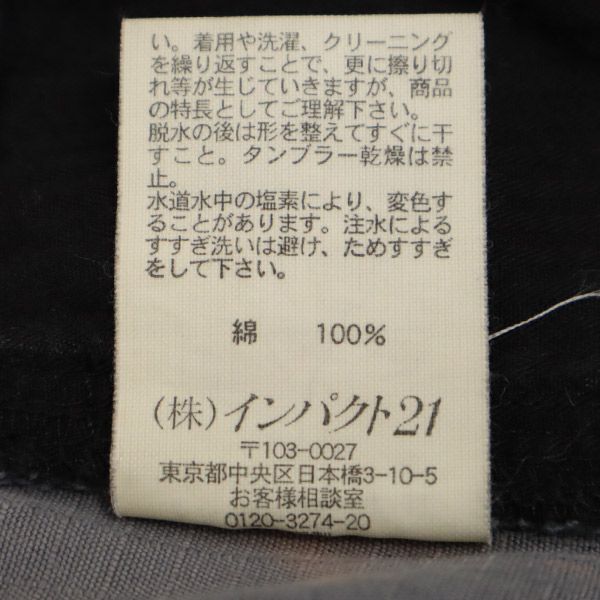 い。着用や洗濯、クリーニング
を繰り返すことで、更に擦り切
れ等が生じていきますが、商品
の特長としてご理解下さい。
脱水の後は形を整えてすぐに干
すこと。タンブラー乾燥は禁
止。
水道水中の塩素により、変色す
ることがあります。注水による
すすぎ洗いは避け、ためすすぎ
をして下さい。
綿 100%
(株)インパクト21
〒103-0027
東京都中央区日本橋3-10-5
お客様相談室
0120-3274-20